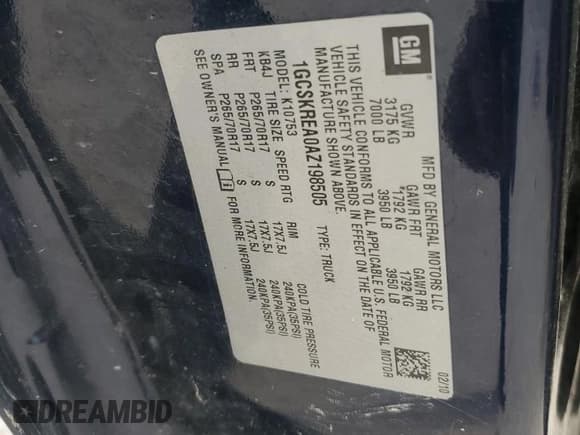 GM
MFD BY GENERAL MOTORS LLC
02/10
GVWR GAWR FRT GAWR RR
3175 KG *1792 KG 1792 KG
7000 LB 3950 LB 3950 LB
THIS VEHICLE CONFORMS TO ALL APPLICABLE U.S. FEDERAL MOTOR
VEHICLE SAFETY STANDARDS IN EFFECT ON THE DATE OF
MANUFACTURE SHOWN ABOVE.
1GCSKREA0AZ198505 TYPE: TRUCK
MODEL: K10753
KB4J TIRE SIZE SPEED RTG RIM COLD TIRE PRESSURE
FRT P265/70R17 S 17X7.5J 240KPA(35PSI)
RR P265/70R17 S 17X7.5J 240KPA(35PSI)
SPA P265/70R17 S 17X7.5J 240KPA(35PSI)
SEE OWNER'S MANUAL FOR MORE INFORMATION.
DREAMBID